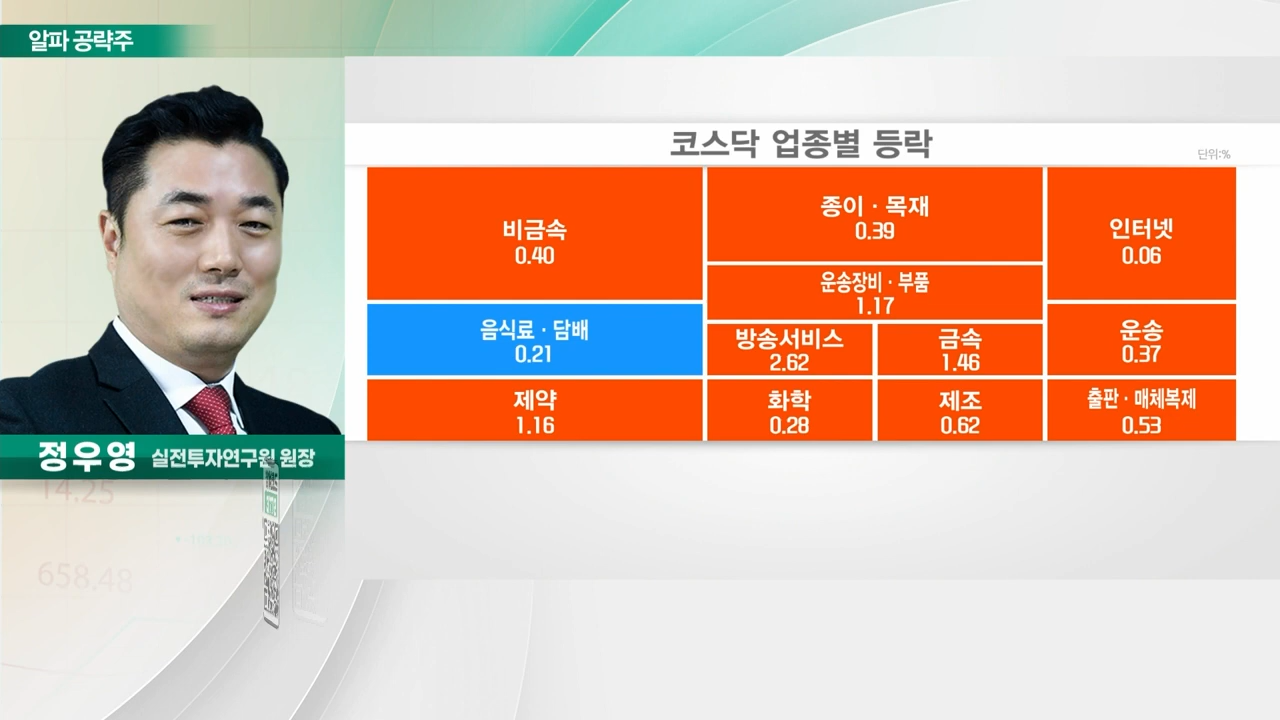 알파 공략주
코스닥 업종별 등락
단위:%
비금속
0.40
종이 · 목재
0.39
인터넷
0.06
운송장비 · 부품
1.17
음식료 · 담배
0.21
방송서비스
2.62
금속
1.46
운송
0.37
제약
1.16
화학
0.28
제조
0.62
출판 · 매체복제
0.53
정우영 실전투자연구원 원장
14.25
658.48